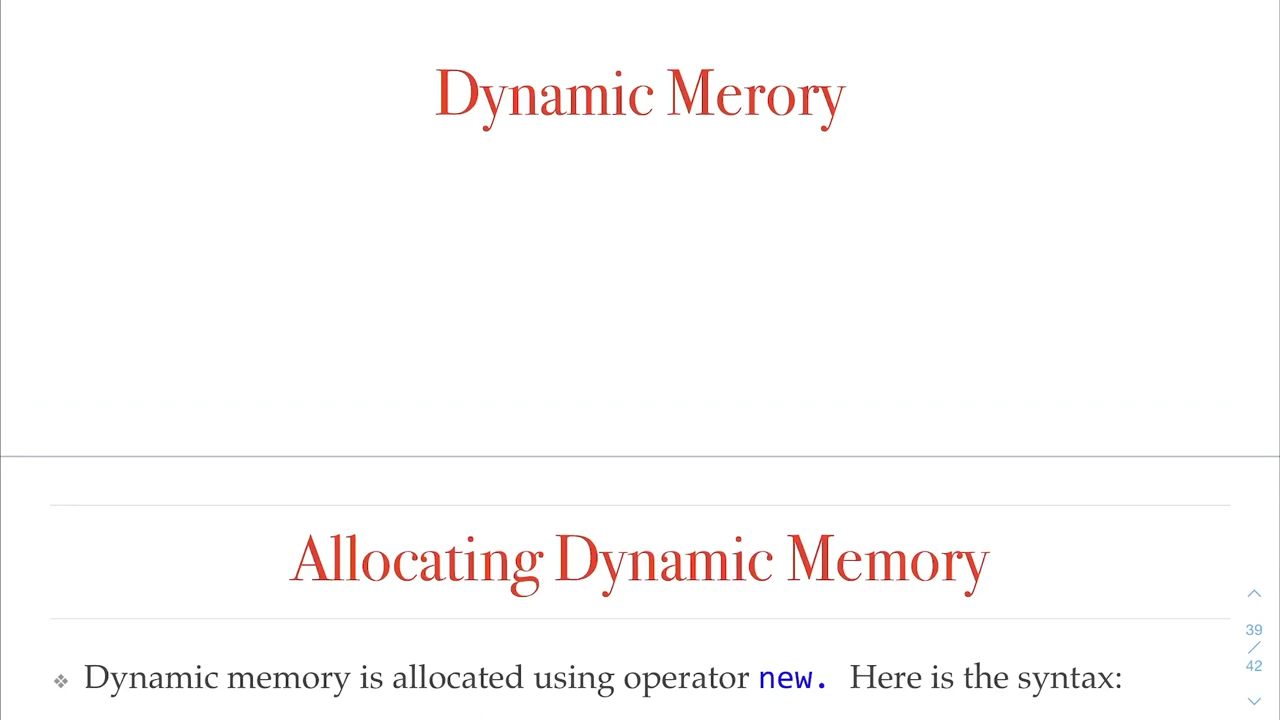 Dynamic Merory
Allocating Dynamic Memory
❖ Dynamic memory is allocated using operator new. Here is the syntax:
39
/
42